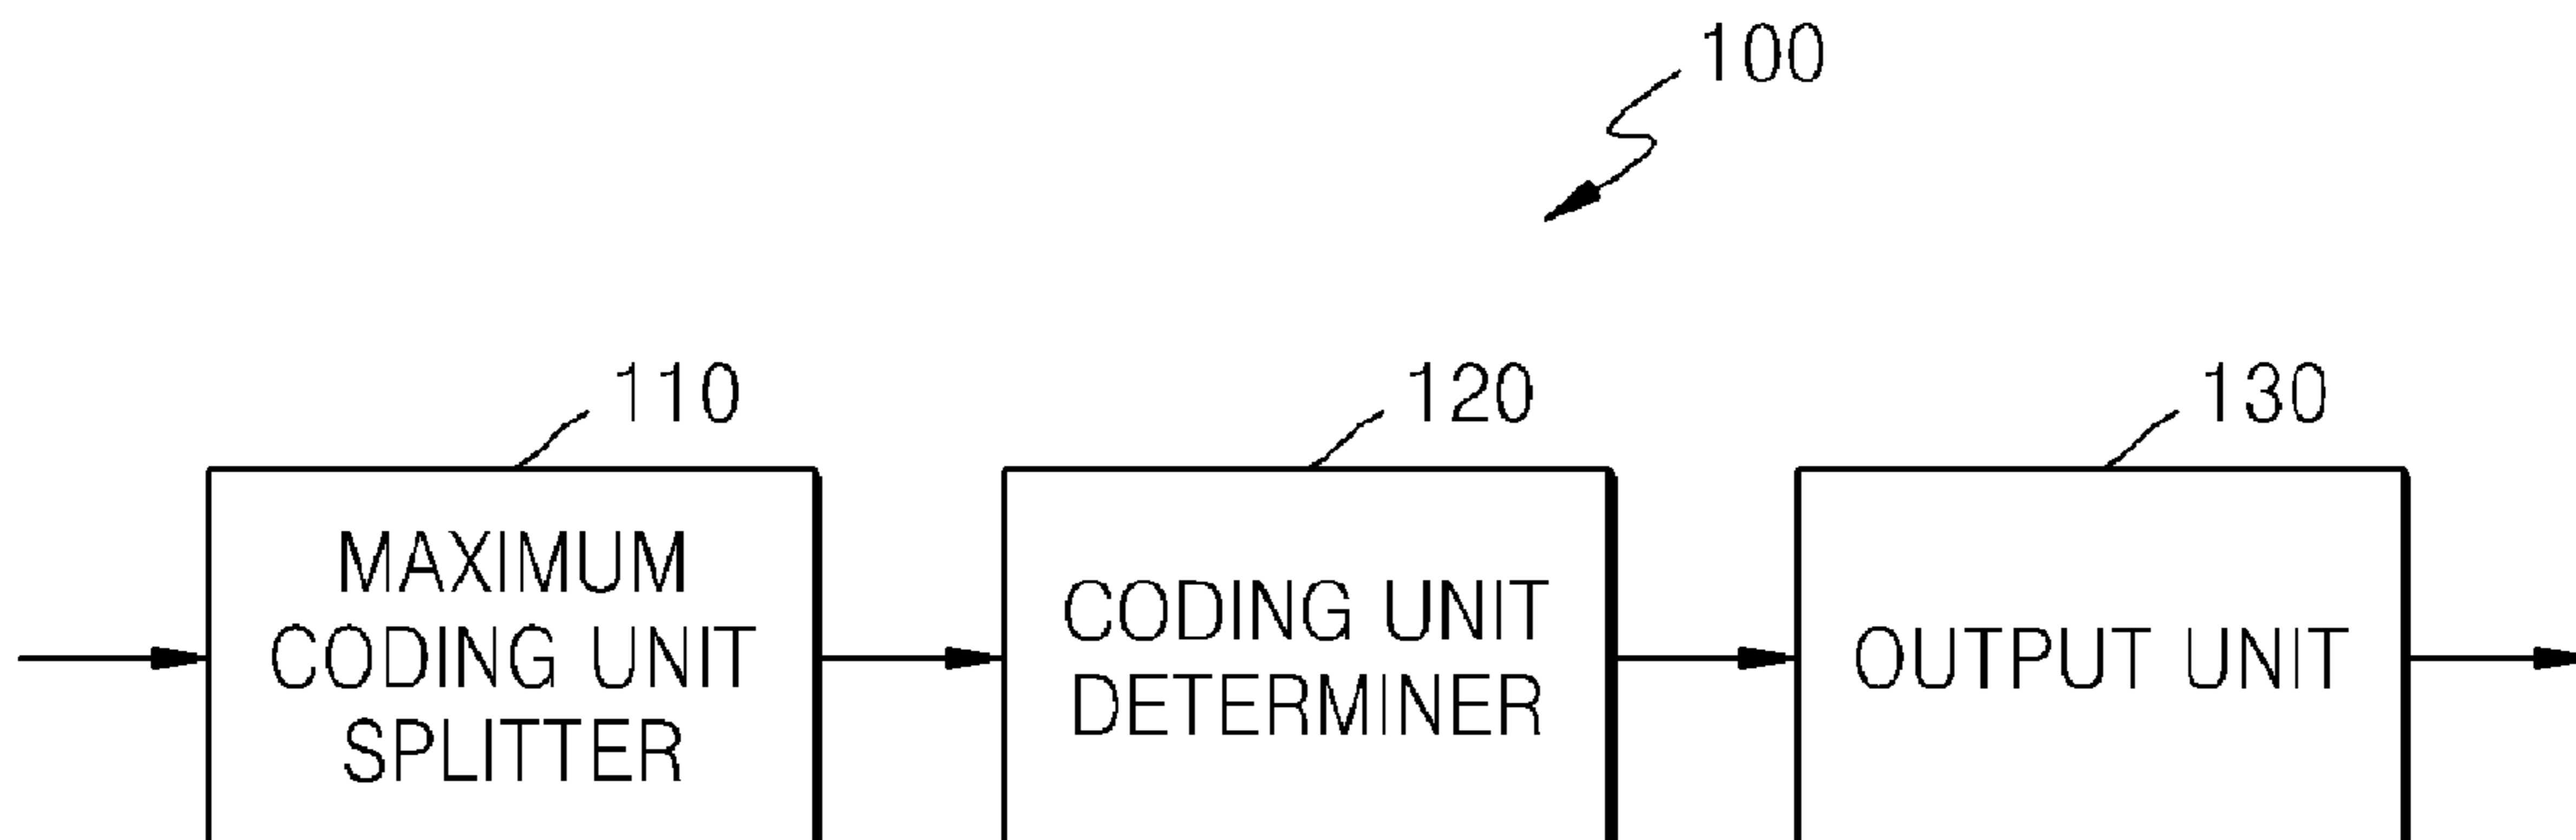 100
110
120
130
MAXIMUM
CODING UNIT
SPLITTER
CODING UNIT
DETERMINER
OUTPUT UNIT